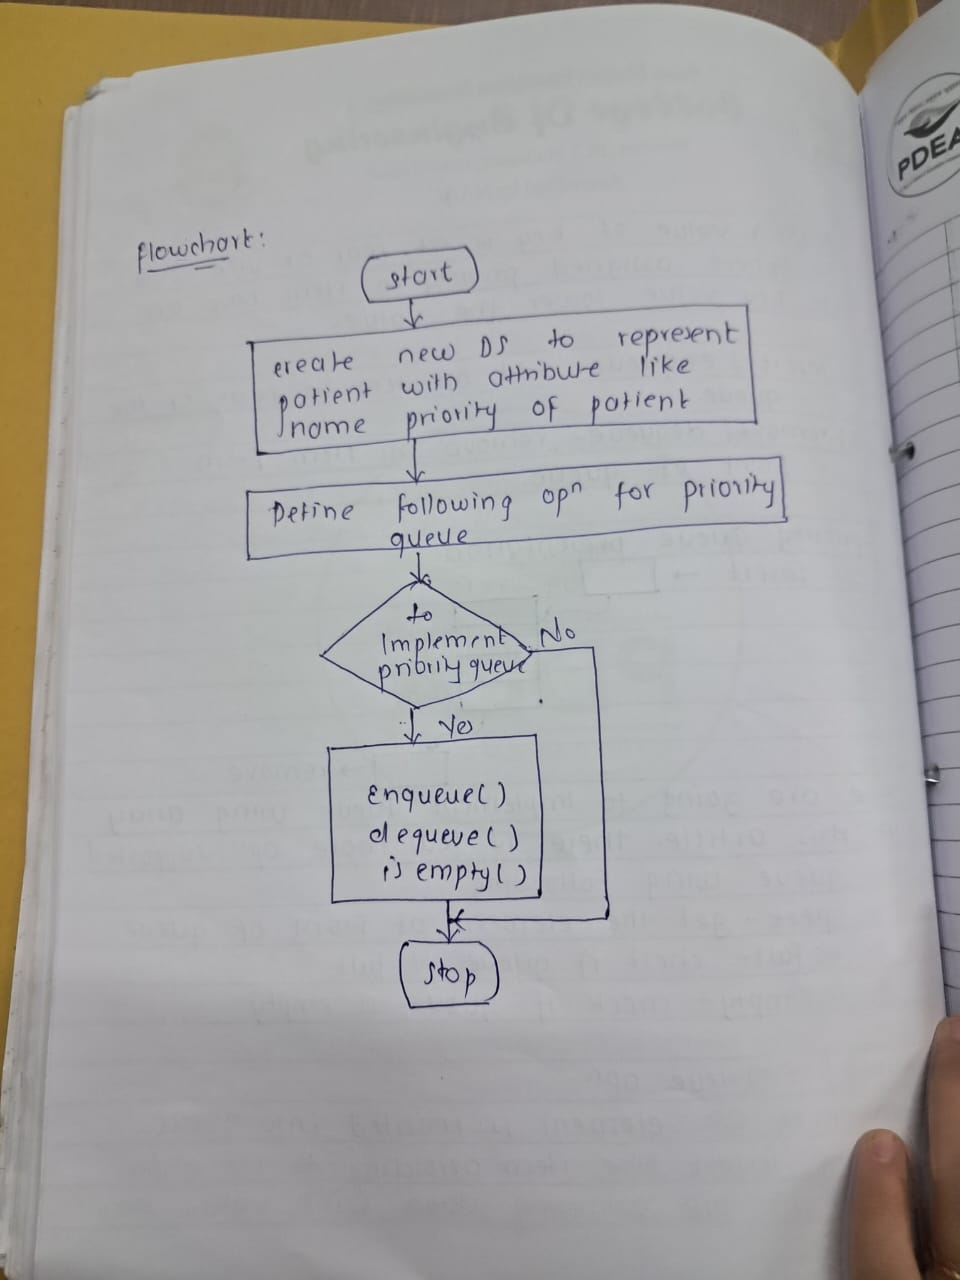 Flowchart:
start
create new DS to represent
patient with attribute like
name priority of patient
Define following opn for priority
queue
to
Implement
priority queue
No
Yes
Enqueue()
dequeue()
is empty()
stop
PDEA